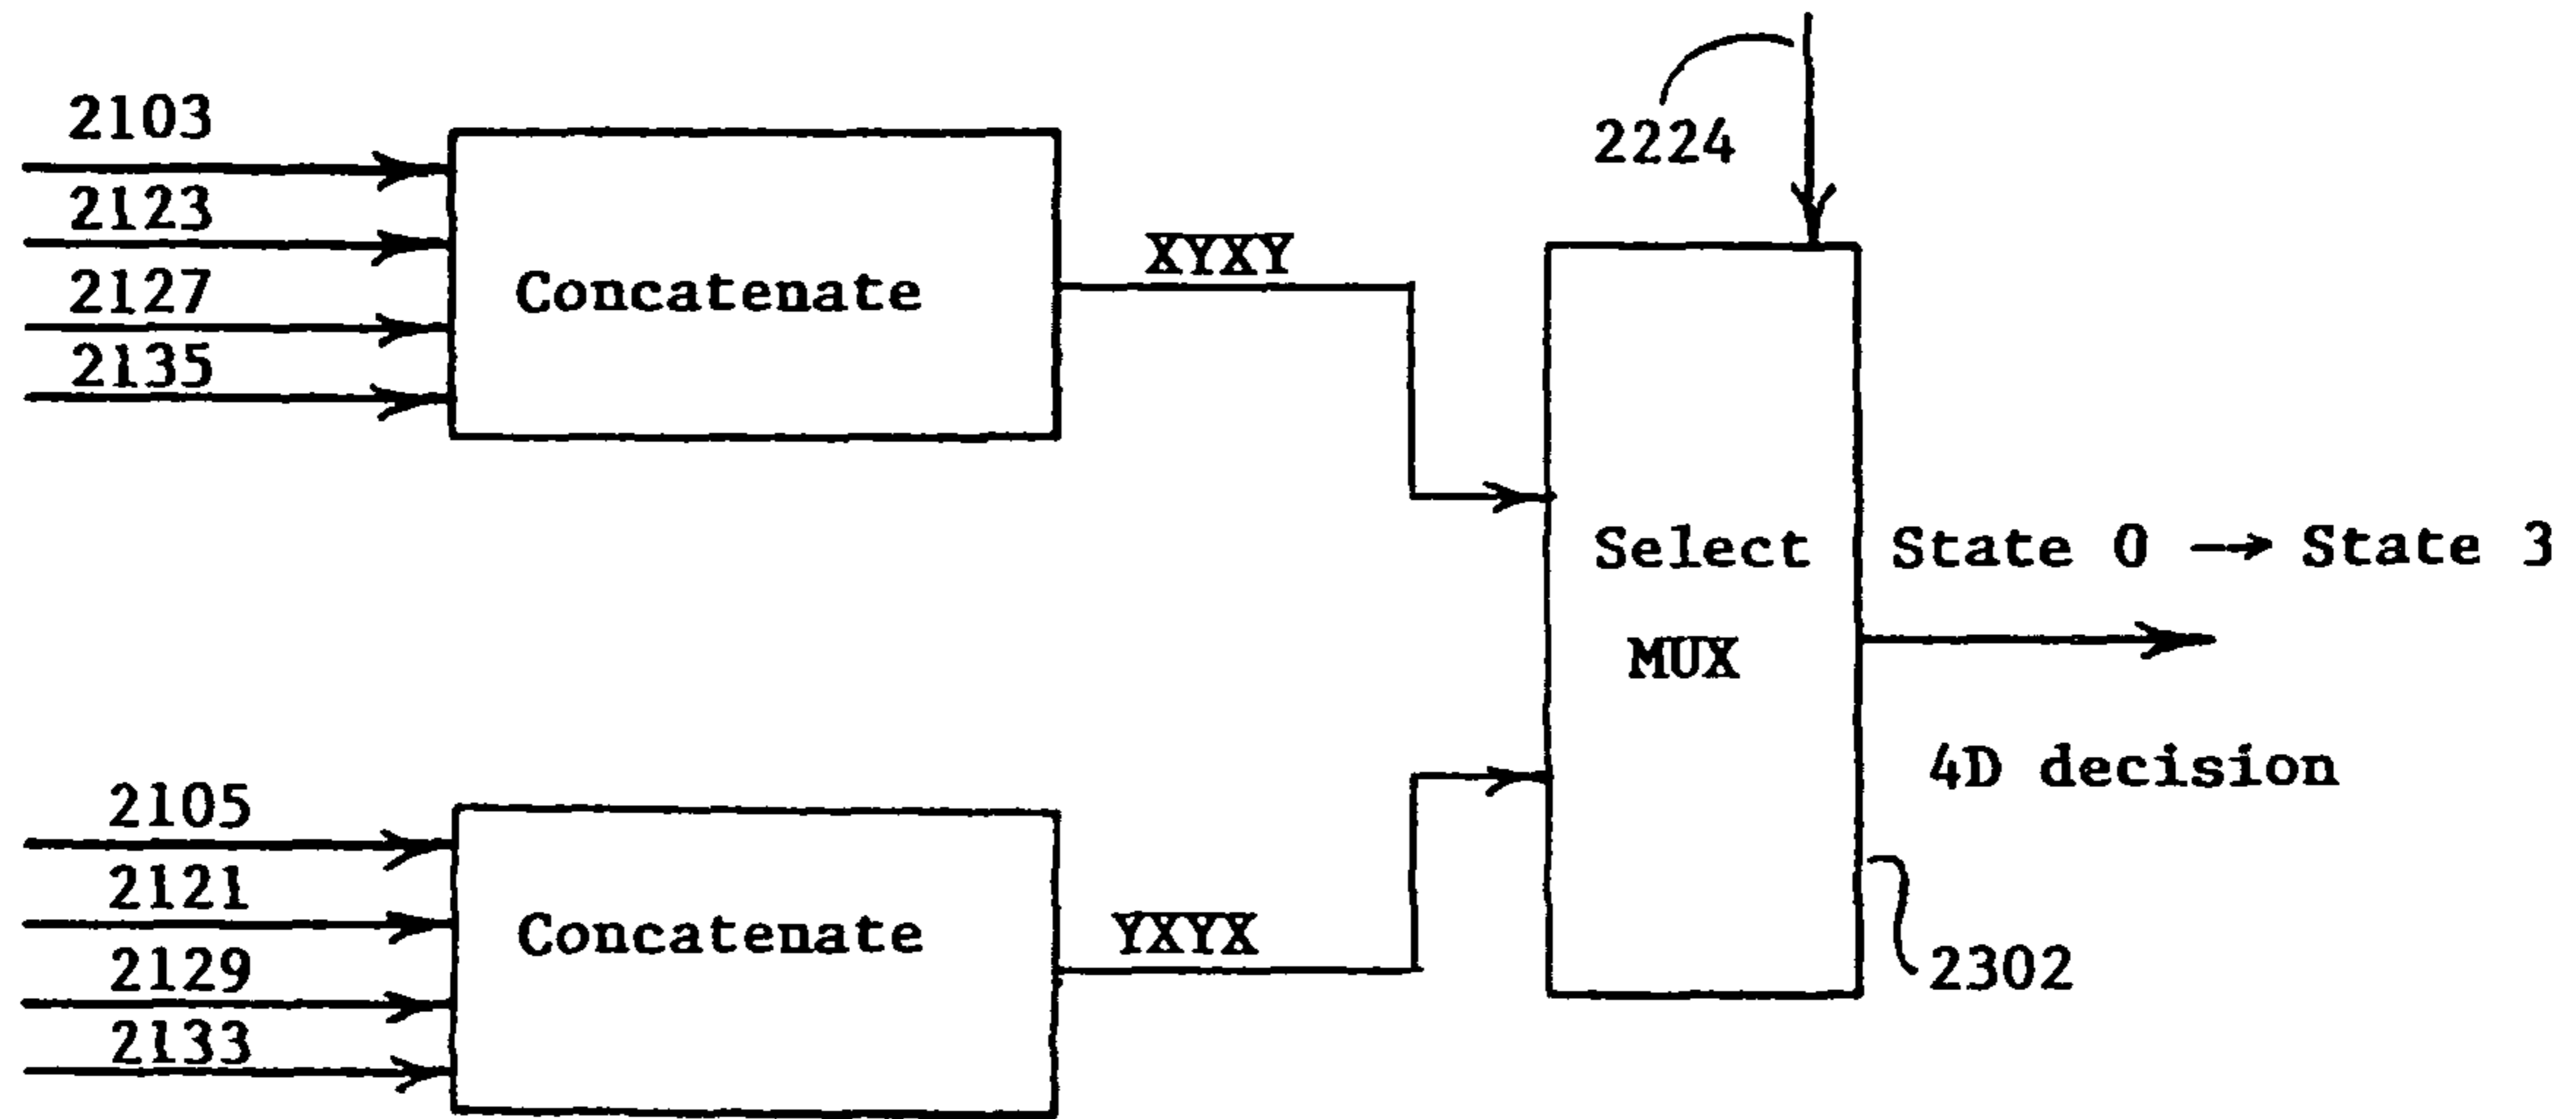 2103
2123
2127
2135
Concatenate
XYXY
2224
Select
MUX
State 0 → State 3
4D decision
2302
2105
2121
2129
2133
Concatenate
YXYX